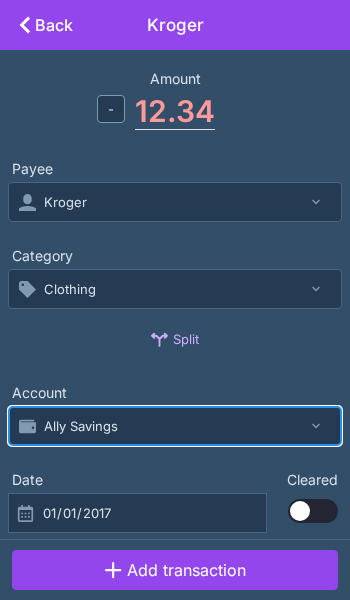 Back
Kroger
Amount
- 12.34
Payee
Kroger
Category
Clothing
Split
Account
Ally Savings
Date
Cleared
01/01/2017
Add transaction